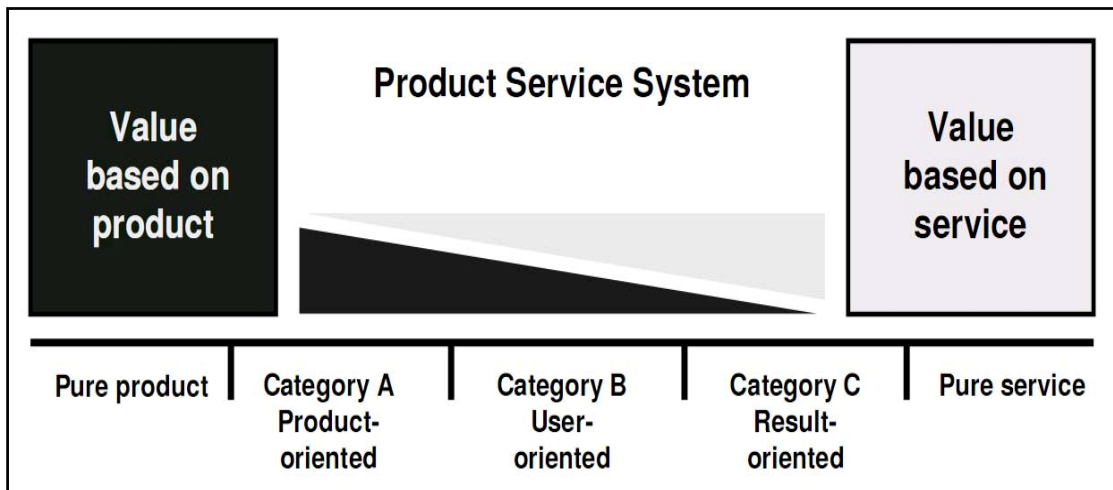 Value
based on
product
Product Service System
Value
based on
service
Pure product
Category A
Product-
oriented
Category B
User-
oriented
Category C
Result-
oriented
Pure service